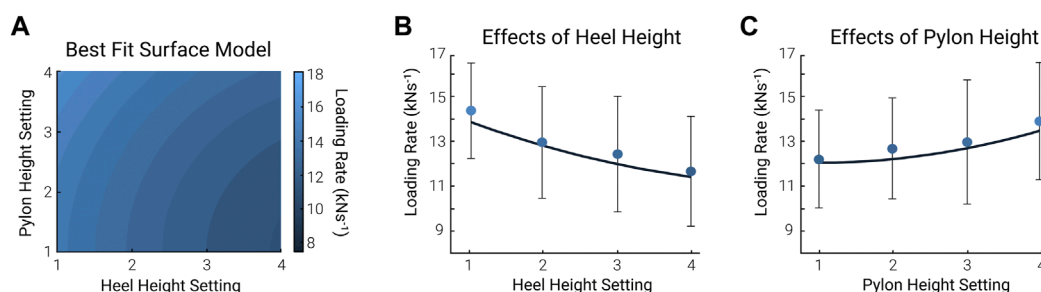 A
Best Fit Surface Model
Pylon Height Setting
4
3
2
1
1 2 3 4
Heel Height Setting
18
16
14
12
10
8
Loading Rate (kNs⁻¹)
B
Effects of Heel Height
Loading Rate (kNs⁻¹)
17
15
13
11
9
1 2 3 4
Heel Height Setting
C
Effects of Pylon Height
Loading Rate (kNs⁻¹)
17
15
13
11
9
1 2 3 4
Pylon Height Setting